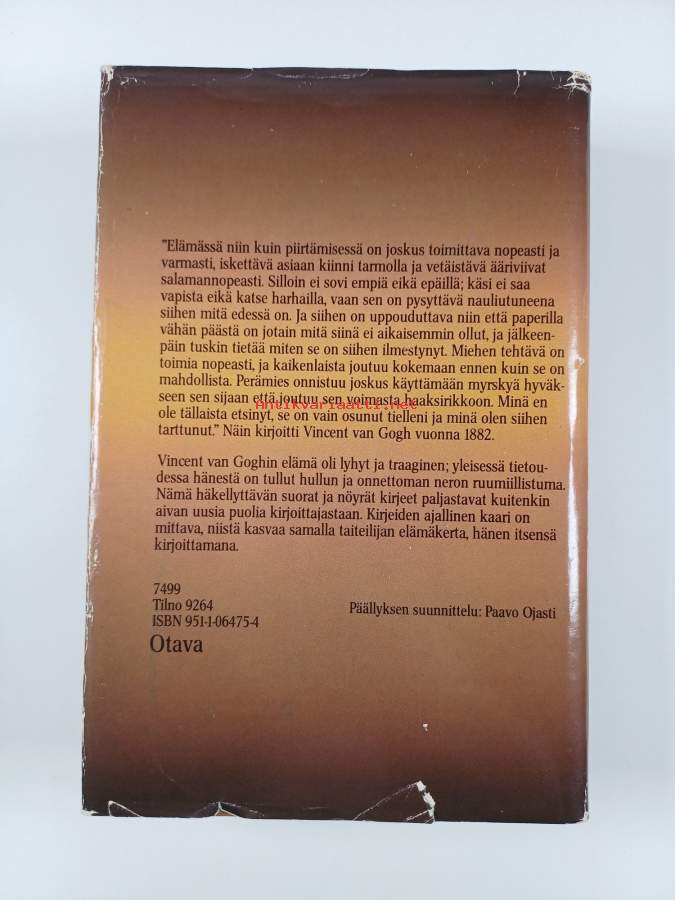 "Elämässä niin kuin piirtämisessä on joskus toimittava nopeasti ja
varmasti, iskettävä asiaan kiinni tarmolla ja vetäistävä ääriviivat
salamannopeasti. Silloin ei sovi empiä eikä epäillä; käsi ei saa
vapista eikä katse harhailla, vaan sen on pysyttävä nauliutuneena
siihen mitä edessä on. Ja siihen on uppouduttava niin että paperilla
vähän päästä on jotain mitä siinä ei aikaisemmin ollut, ja jälkeen-
päin tuskin tietää miten se on siihen ilmestynyt. Miehen tehtävä on
toimia nopeasti, ja kaikenlaista joutuu kokemaan ennen kuin se on
mahdollista. Perämies onnistuu joskus käyttämään myrskyä hyväk-
seen sen sijaan että joutuu sen voimasta haaksirikkoon. Minä en
Antikvariaatti.net
ole tällaista etsinyt, se on vain osunut tielleni ja minä olen siihen
tarttunut." Näin kirjoitti Vincent van Gogh vuonna 1882.
Vincent van Goghin elämä oli lyhyt ja traaginen; yleisessä tietou-
dessa hänestä on tullut hullun ja onnettoman neron ruumiillistuma.
Nämä häkellyttävän suorat ja nöyrät kirjeet paljastavat kuitenkin
aivan uusia puolia kirjoittajastaan. Kirjeiden ajallinen kaari on
mittava, niistä kasvaa samalla taiteilijan elämäkerta, hänen itsensä
kirjoittamana.
7499
Tilno 9264
ISBN 951-1-06475-4
Päällyksen suunnittelu: Paavo Ojasti
Otava